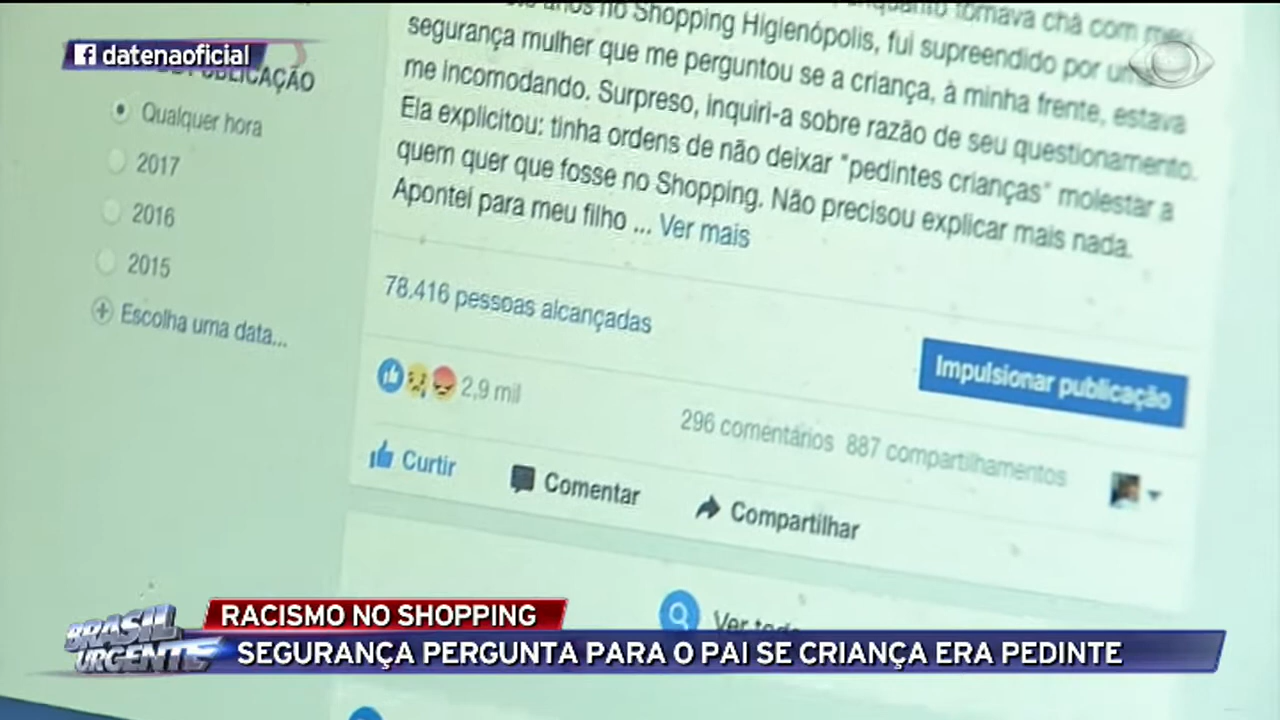 datenaoficial
PUBLICAÇÃO
Qualquer hora
2017
2016
2015
Escolha uma data...
anos no Shopping Higienópolis, fui supreendido por
segurança mulher que me perguntou se a criança, à minha frente, estava
me incomodando. Surpreso, inquiri-a sobre razão de seu questionamento.
Ela explicitou: tinha ordens de não deixar "pedintes crianças" molestar a
quem quer que fosse no Shopping. Não precisou explicar mais nada.
Apontei para meu filho ... Ver mais
78.416 pessoas alcançadas
Impulsionar publicação
2,9 mil
296 comentários 887 compartilhamentos
Curtir
Comentar
Compartilhar
Ver
RACISMO NO SHOPPING
BRASIL
URGENTE
SEGURANÇA PERGUNTA PARA O PAI SE CRIANÇA ERA PEDINTE